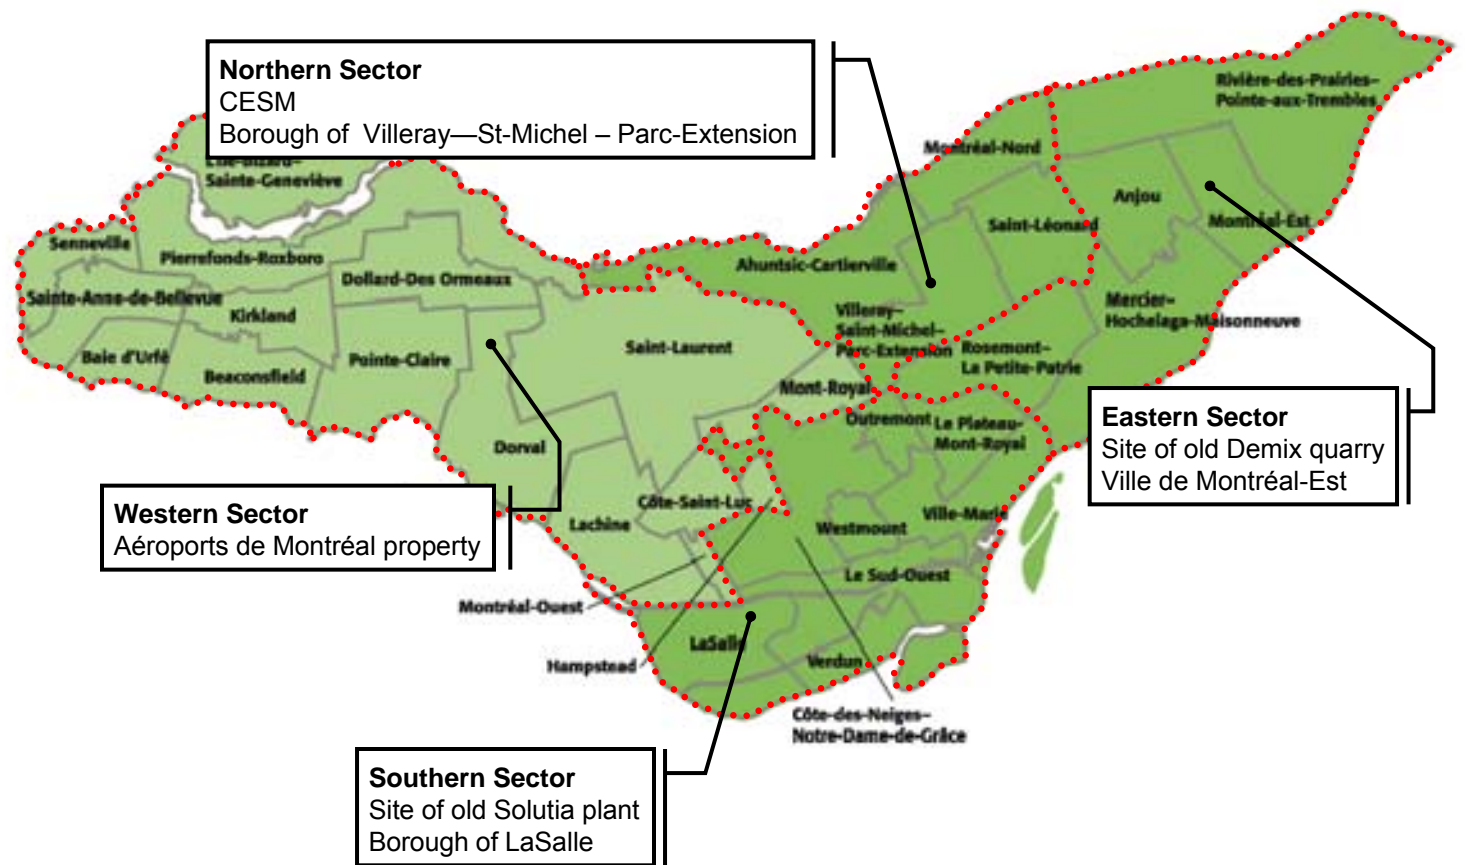 Northern Sector
CESM
Borough of Villeray—St-Michel – Parc-Extension
Rivière-des-Prairies–
Pointe-aux-Trembles
Montréal-Nord
L'Île-Bizard–
Sainte-Geneviève
Anjou
Saint-Léonard
Montréal-Est
Senneville
Pierrefonds-Roxboro
Ahuntsic-Cartierville
Dollard-Des Ormeaux
Sainte-Anne-de-Bellevue
Kirkland
Mercier–
Hochelaga-Maisonneuve
Villeray–
Saint-Michel–
Parc-Extension
Baie d'Urfé
Pointe-Claire
Saint-Laurent
Rosemont–
La Petite-Patrie
Beaconsfield
Mont-Royal
Outremont
Le Plateau-
Mont-Royal
Eastern Sector
Site of old Demix quarry
Ville de Montréal-Est
Dorval
Western Sector
Aéroports de Montréal property
Côte-Saint-Luc
Lachine
Westmount
Ville-Marie
Le Sud-Ouest
Montréal-Ouest
LaSalle
Hampstead
Verdun
Côte-des-Neiges–
Notre-Dame-de-Grâce
Southern Sector
Site of old Solutia plant
Borough of LaSalle